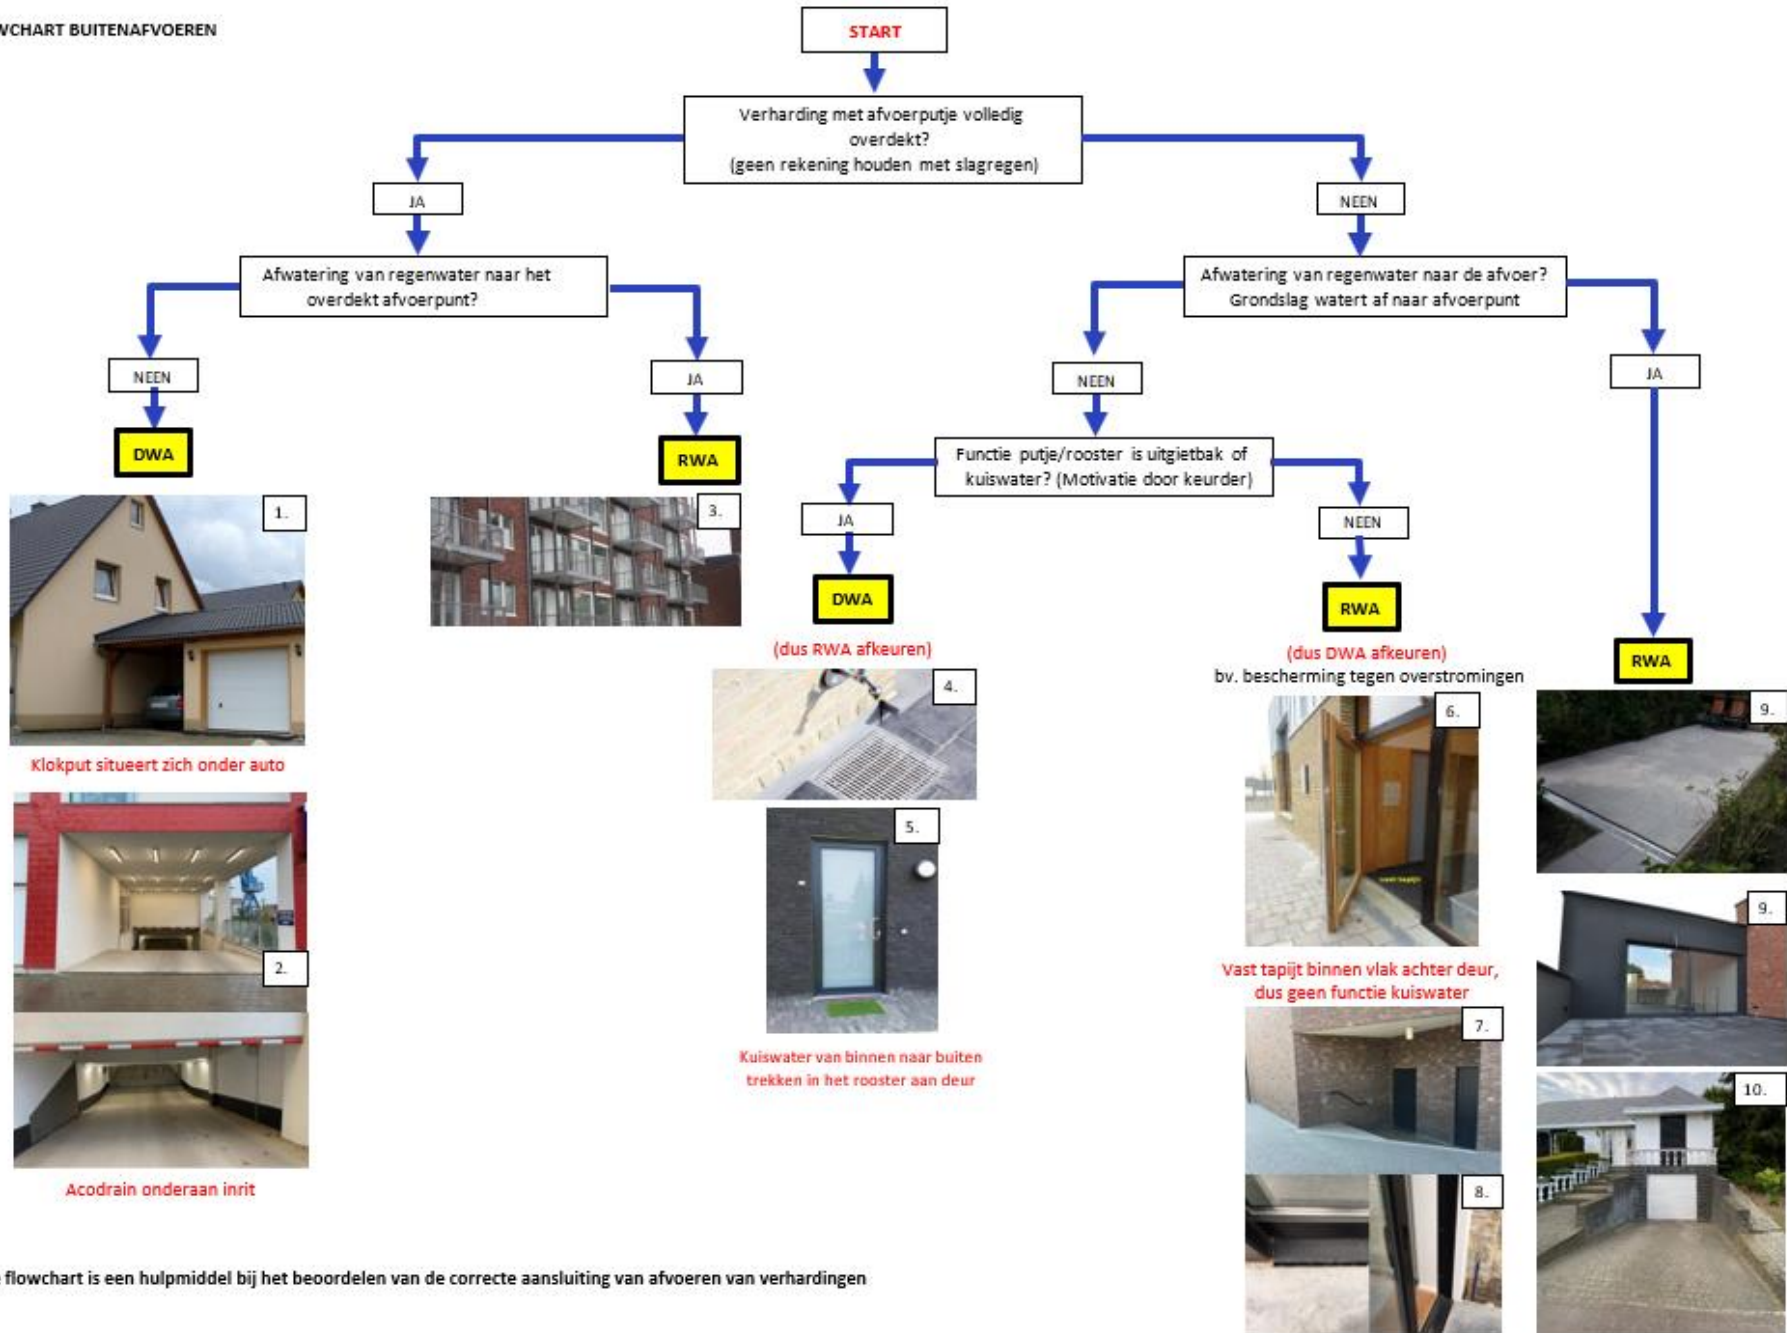 WCHART BUITENAFVOEREN
START
Verharding met afvoerputje volledig
overdekt?
(geen rekening houden met slagregen)
JA
NEEN
Afwatering van regenwater naar het
overdekt afvoerpunt?
Afwatering van regenwater naar de afvoer?
Grondslag watert af naar afvoerpunt
NEEN
JA
NEEN
JA
DWA
RWA
Functie putje/rooster is uitgietbak of
kuiswater? (Motivatie door keurder)
JA
NEEN
DWA
RWA
RWA
(dus RWA afkeuren)
(dus DWA afkeuren)
bv. bescherming tegen overstromingen
1.
Klokput situeert zich onder auto
2.
Acodrain onderaan inrit
3.
4.
5.
Kuiswater van binnen naar buiten
trekken in het rooster aan deur
6.
vast tapijt
Vast tapijt binnen vlak achter deur,
dus geen functie kuiswater
7.
8.
9.
9.
10.
flowchart is een hulpmiddel bij het beoordelen van de correcte aansluiting van afvoeren van verhardingen